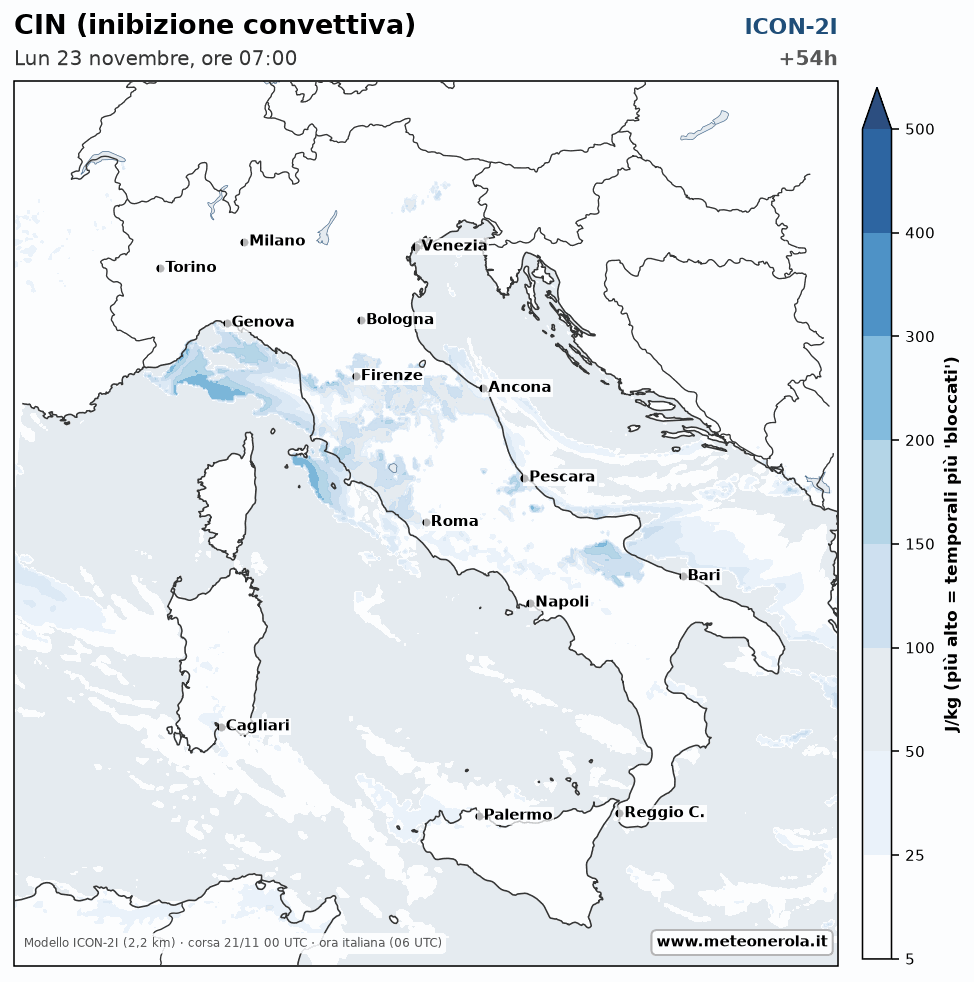 CIN (inibizione convettiva)
ICON-2I
Lun 23 novembre, ore 07:00
+54h
500
400
300
200
150
100
50
25
5
J/kg (più alto = temporali più 'bloccati')
Milano
Venezia
Torino
Genova
Bologna
Firenze
Ancona
Pescara
Roma
Bari
Napoli
Cagliari
Palermo
Reggio C.
Modello ICON-2I (2,2 km) · corsa 21/11 00 UTC · ora italiana (06 UTC)
www.meteonerola.it